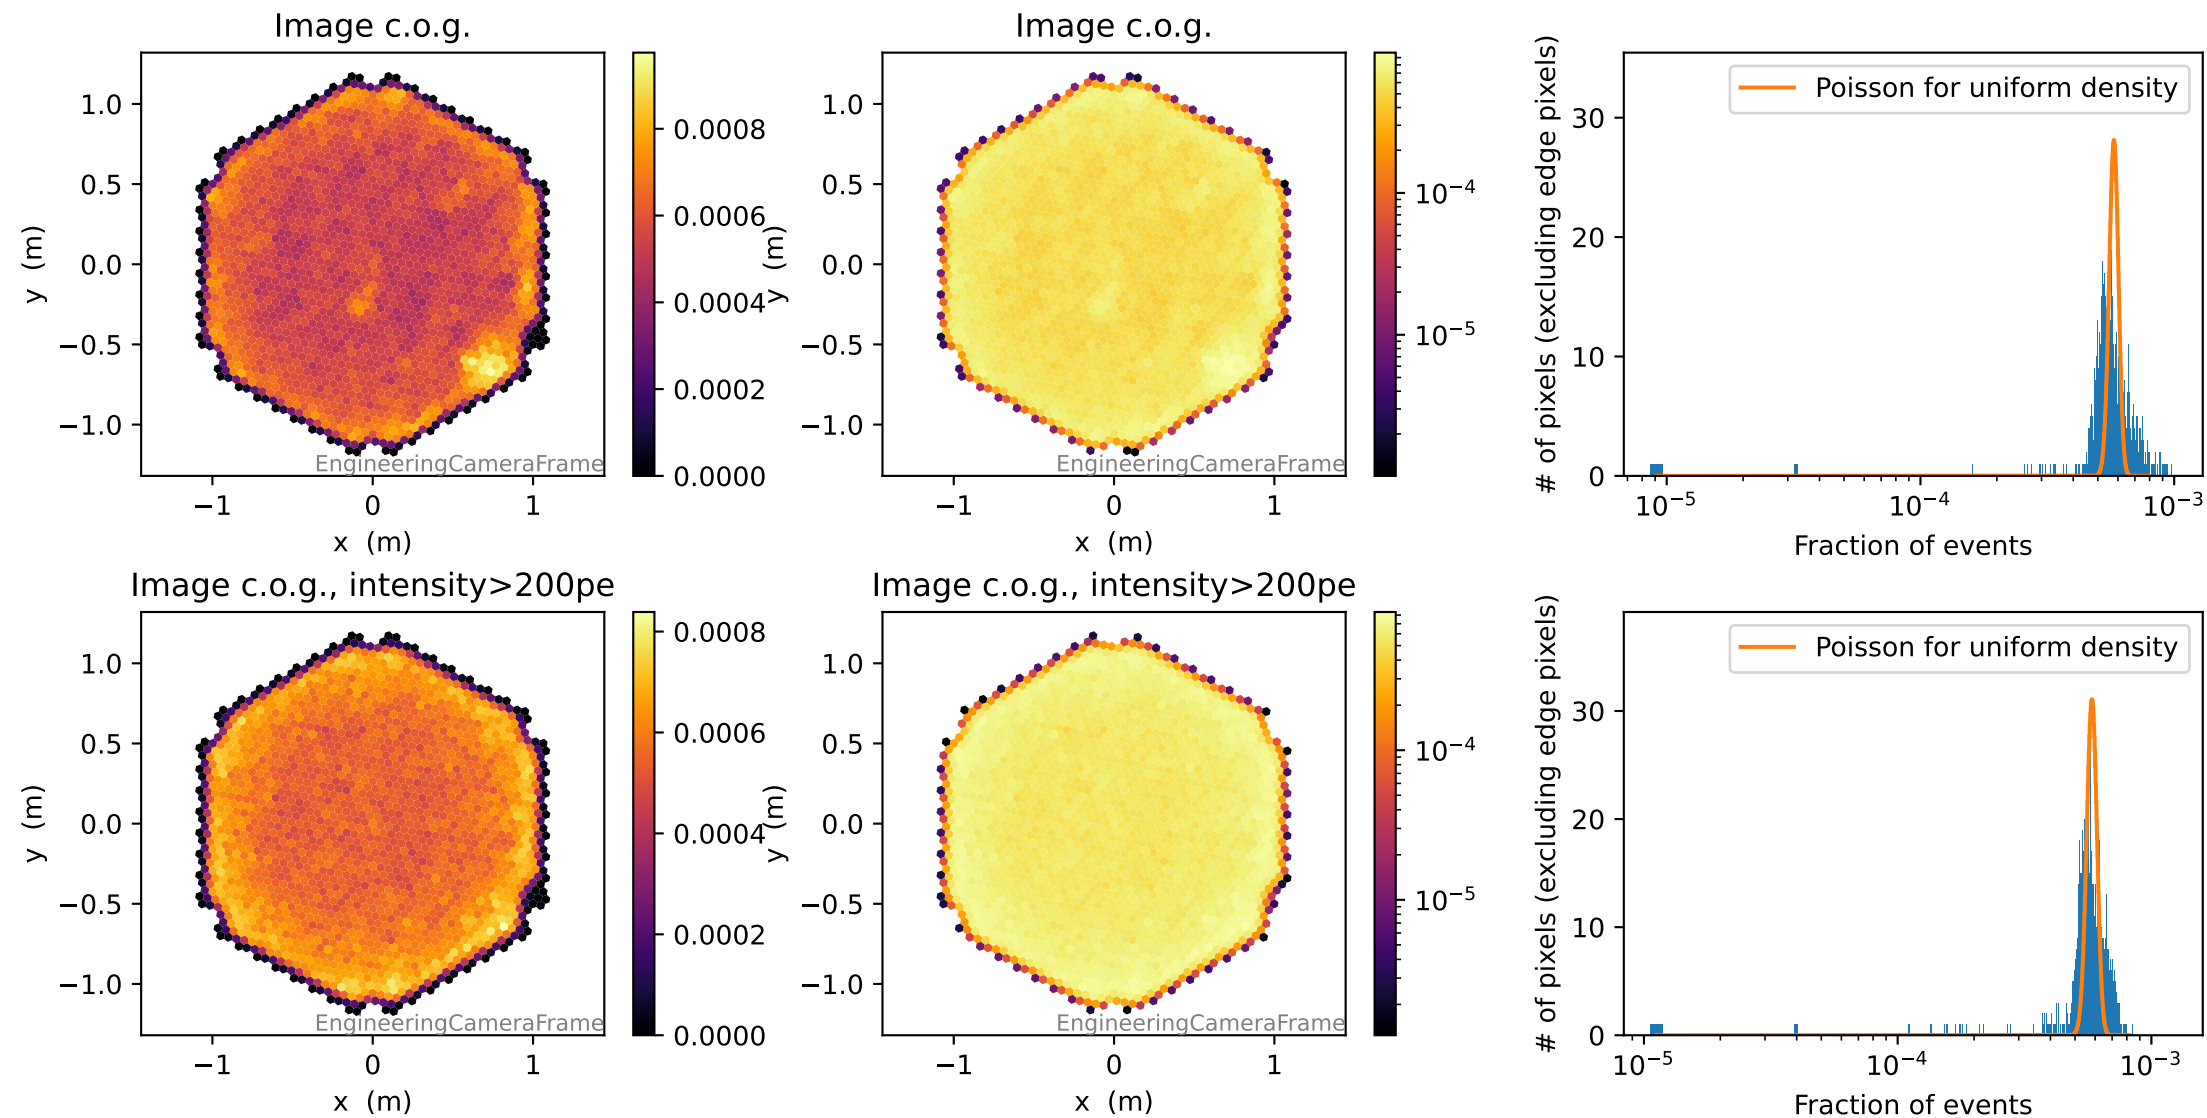 Image c.o.g.
y (m)
1.0
0.5
0.0
−0.5
−1.0
EngineeringCameraFrame
−1 0 1
x (m)
0.0008
0.0006
0.0004
0.0002
0.0000
Image c.o.g.
y (m)
1.0
0.5
0.0
−0.5
−1.0
EngineeringCameraFrame
−1 0 1
x (m)
10⁻⁴
10⁻⁵
# of pixels (excluding edge pixels)
Poisson for uniform density
30
20
10
0
10⁻⁵ 10⁻⁴ 10⁻³
Fraction of events
Image c.o.g., intensity>200pe
y (m)
1.0
0.5
0.0
−0.5
−1.0
EngineeringCameraFrame
−1 0 1
x (m)
0.0008
0.0006
0.0004
0.0002
0.0000
Image c.o.g., intensity>200pe
y (m)
1.0
0.5
0.0
−0.5
−1.0
EngineeringCameraFrame
−1 0 1
x (m)
10⁻⁴
10⁻⁵
# of pixels (excluding edge pixels)
Poisson for uniform density
30
20
10
0
10⁻⁵ 10⁻⁴ 10⁻³
Fraction of events